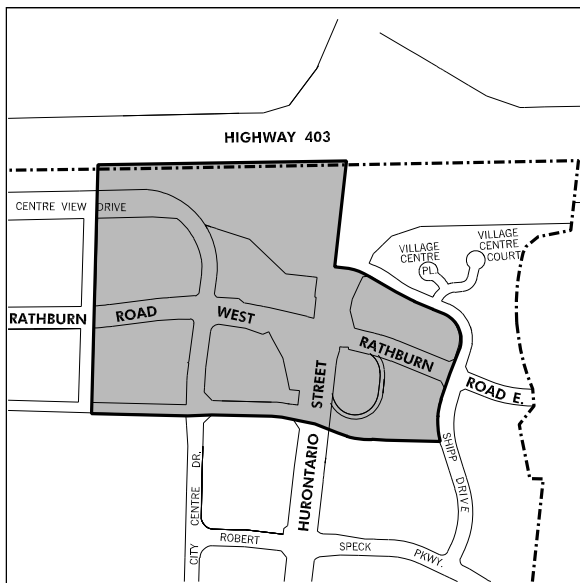 HIGHWAY 403
CENTRE VIEW DRIVE
VILLAGE
CENTRE
PL.
VILLAGE
CENTRE
COURT
RATHBURN ROAD WEST
RATHBURN
ROAD E.
HURONTARIO STREET
SHIPP DRIVE
CITY CENTRE DR.
ROBERT SPECK PKWY.